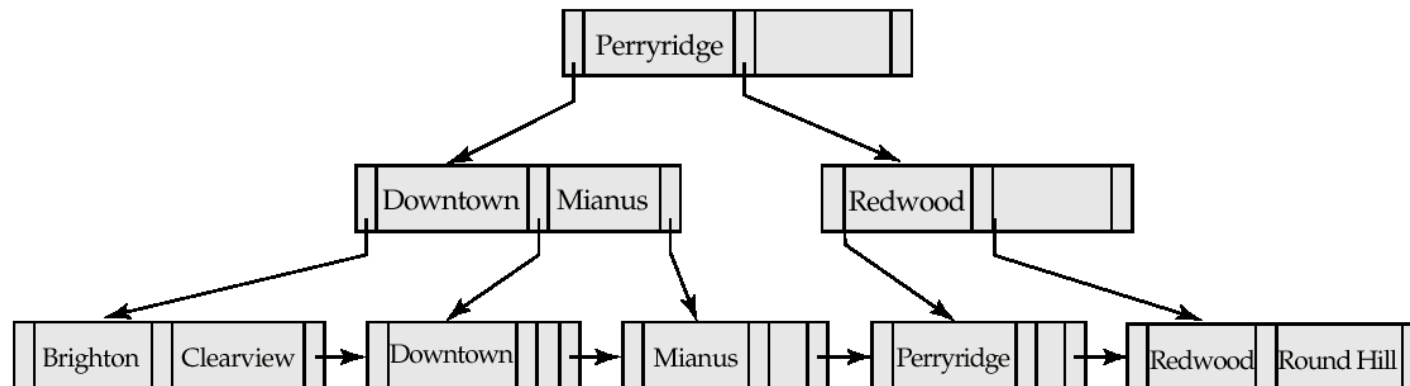 Perryridge
Downtown Mianus
Redwood
Brighton Clearview
Downtown
Mianus
Perryridge
Redwood Round Hill